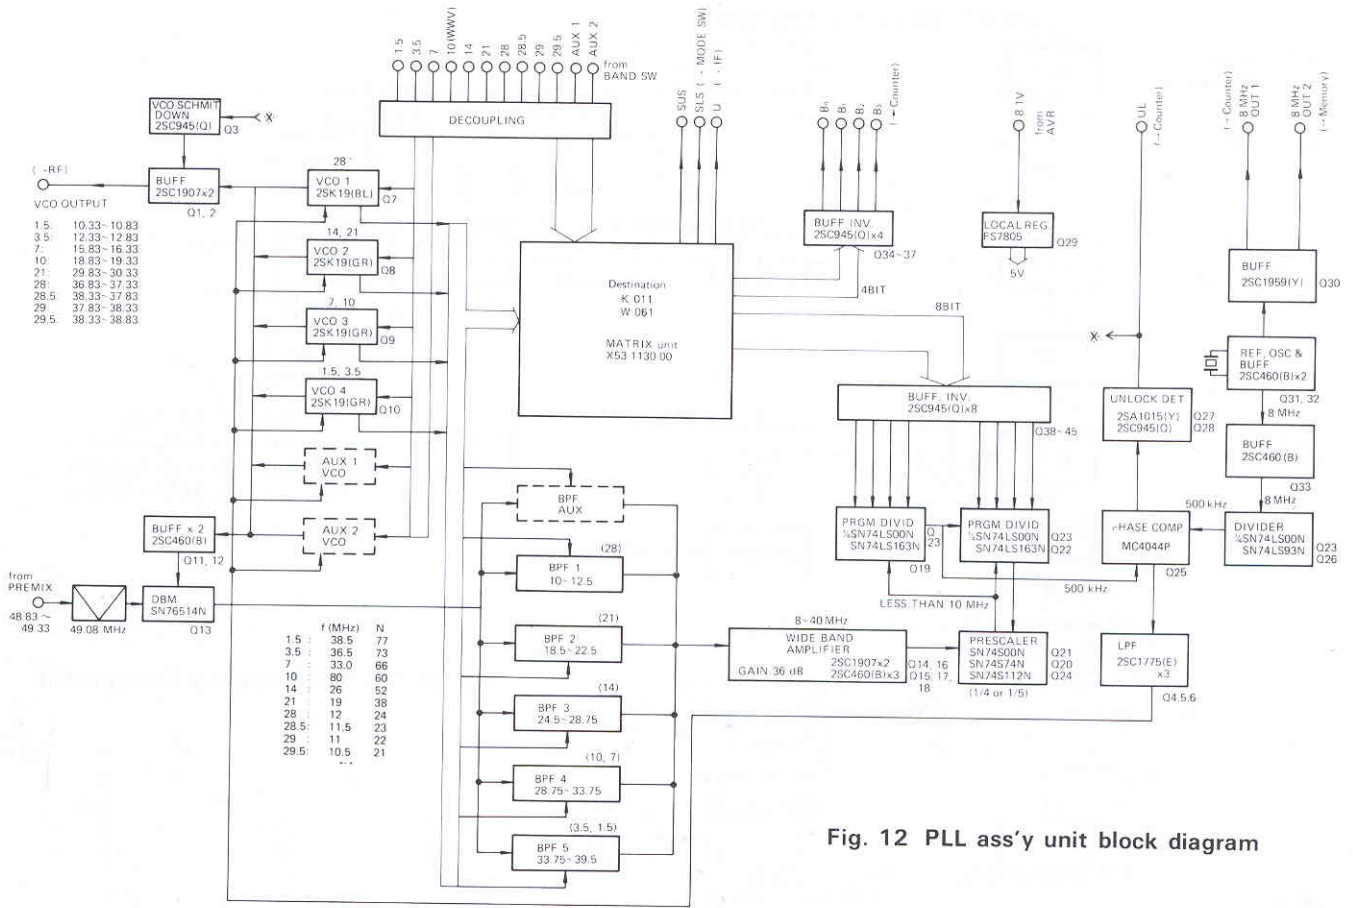 1.5
3.5
7
10(WWV)
14
21
28
28.5
29
29.5
AUX 1
AUX 2
from
BAND SW
DECOUPLING
VCO SCHMIT
DOWN
2SC945(Q)
Q3
BUFF
2SC1907x2
Q1, 2
-RF)
VCO OUTPUT
1.5: 10.33~10.83
3.5: 12.33~12.83
7: 15.83~16.33
10: 18.83~19.33
21: 29.83~30.33
28: 36.83~37.33
28.5: 38.33~37.83
29: 37.83~38.33
29.5: 38.33~38.83
28
VCO 1
2SK19(BL)
Q7
14, 21
VCO 2
2SK19(GR)
Q8
7, 10
VCO 3
2SK19(GR)
Q9
1.5, 3.5
VCO 4
2SK19(GR)
Q10
AUX 1
VCO
AUX 2
VCO
BUFF x 2
2SC460(B)
Q11, 12
from
PREMIX
48.83 ~
49.33
49.08 MHz
DBM
SN76514N
Q13
f(MHz) N
1.5 : 38.5 77
3.5 : 36.5 73
7 : 33.0 66
10 : 80 60
14 : 26 52
21 : 19 38
28 : 12 24
28.5: 11.5 23
29 : 11 22
29.5: 10.5 21
SUS
SLS (→ MODE SW)
U ( - IF)
Destination
K 011
W 061
MATRIX unit
X53 1130 00
B0
B1
B2
B3
(→ Counter)
BUFF INV.
2SC945(Q)x4
Q34~37
4BIT
8BIT
8 1V
from
AVR
LOCAL REG.
FS7805
Q29
5V
UL
(→Counter)
(→Counter)
8 MHz
OUT 1
8 MHz
OUT 2
(→Memory)
BUFF
2SC1959(Y)
Q30
REF, OSC &
BUFF
2SC460(B)x2
Q31, 32
8 MHz
BUFF
2SC460(B)
Q33
8 MHz
500 kHz
DIVIDER
¼SN74LS00N
SN74LS93N
Q23
Q26
UNLOCK DET.
2SA1015(Y)
2SC945(Q)
Q27
Q28
BUFF. INV.
2SC945(Q)x8
Q38~45
PRGM DIVID
¼SN74LS00N
SN74LS163N
Q
23
Q19
PRGM DIVID
¼SN74LS00N
SN74LS163N
Q23
Q22
PHASE COMP.
MC4044P
Q25
500 kHz
LESS THAN 10 MHz
BPF
AUX
(28)
BPF 1
10~12.5
(21)
BPF 2
18.5~22.5
(14)
BPF 3
24.5~28.75
(10, 7)
BPF 4
28.75~33.75
(3.5, 1.5)
BPF 5
33.75~39.5
8~40MHz
WIDE BAND
AMPLIFIER
2SC1907x2
GAIN 36 dB 2SC460(B)x3
Q14, 16
Q15, 17,
18
PRESCALER
SN74S00N
SN74S74N
SN74S112N
Q21
Q20
Q24
(1/4 or 1/5)
LPF
2SC1775(E)
x3
Q4,5,6
Fig. 12 PLL ass'y unit block diagram